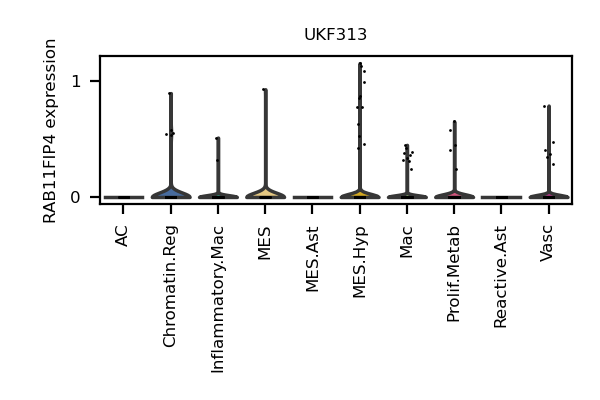 UKF313
RAB11FIP4 expression
1
0
AC
Chromatin.Reg
Inflammatory.Mac
MES
MES.Ast
MES.Hyp
Mac
Prolif.Metab
Reactive.Ast
Vasc